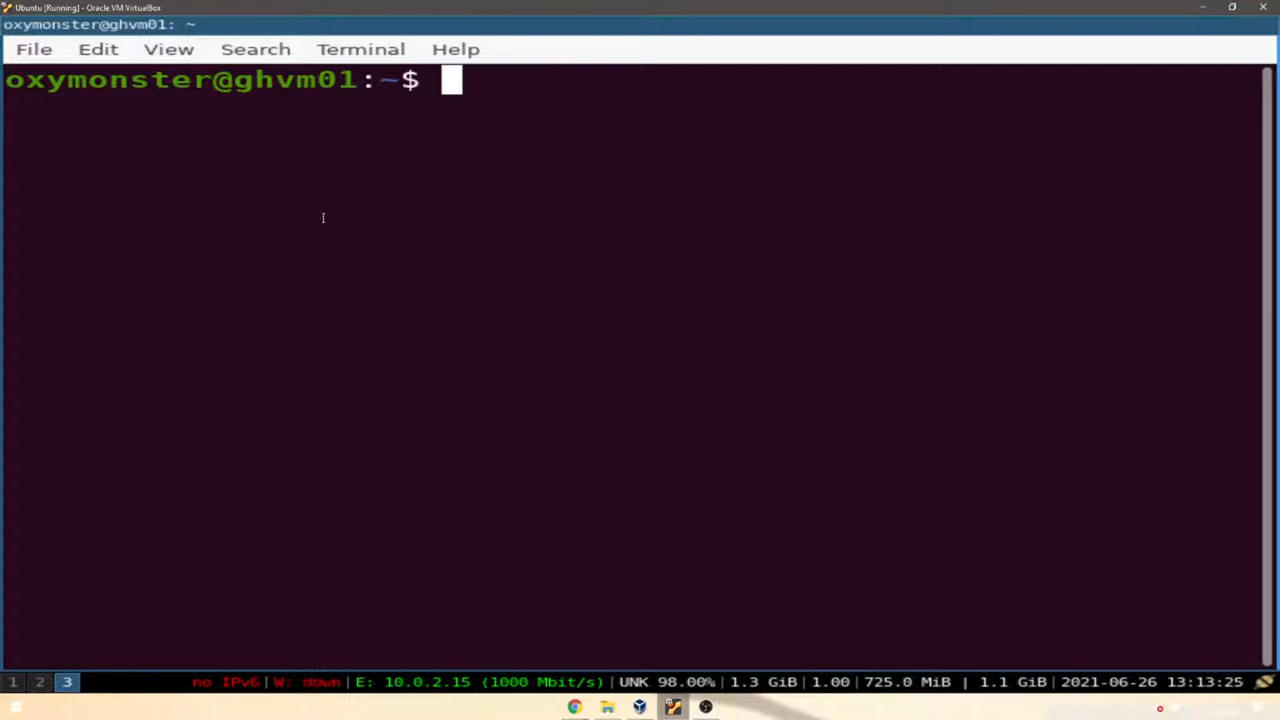 Ubuntu [Running] - Oracle VM VirtualBox
oxymonster@ghvm01: ~
File Edit View Search Terminal Help
oxymonster@ghvm01:~$
1 2 3 no IPv6|W: down|E: 10.0.2.15 (1000 Mbit/s)|UNK 98.00%|1.3 GiB|1.00|725.0 MiB | 1.1 GiB|2021-06-26 13:13:25